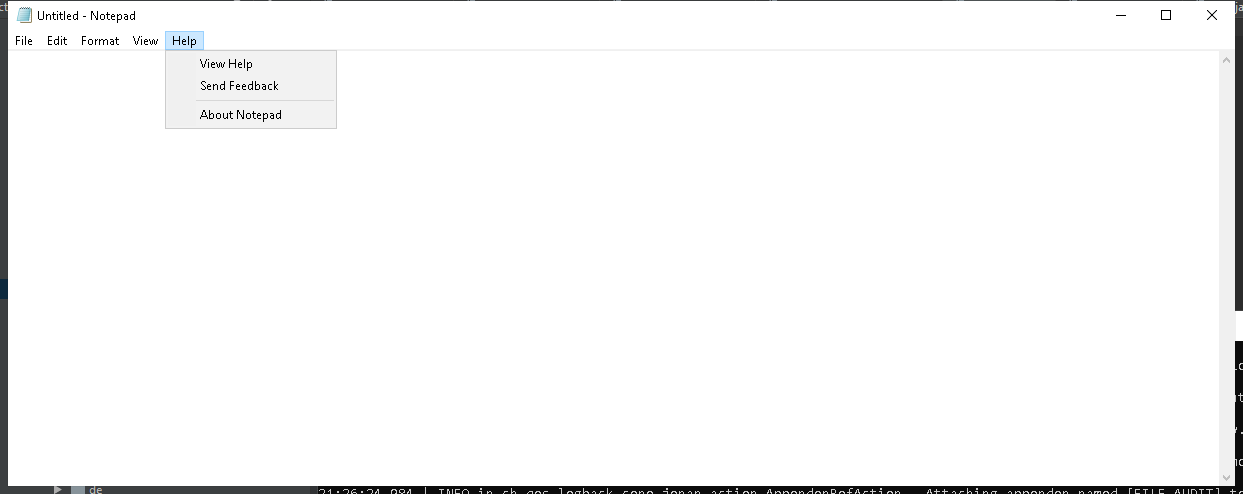 Untitled - Notepad
File Edit Format View Help
View Help
Send Feedback
About Notepad
de
21:26:24,984 | INFO in ch.qos.logback.core.joran.action.AppenderRefAction - Attaching appender named [FILE_AUDIT]